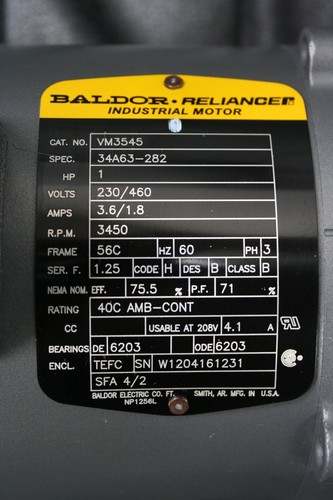 BALDOR • RELIANCE
INDUSTRIAL MOTOR
CAT. NO. VM3545
SPEC. 34A63-282
HP 1
VOLTS 230/460
AMPS 3.6/1.8
R.P.M. 3450
FRAME 56C HZ 60 PH 3
SER. F. 1.25 CODE H DES B CLASS B
NEMA NOM. EFF. 75.5 % P.F. 71 %
RATING 40C AMB-CONT
CC USABLE AT 208V 4.1 A
BEARINGS DE 6203 ODE 6203
ENCL. TEFC SN W1204161231
SFA 4/2
BALDOR ELECTRIC CO. FT. SMITH, AR. MFG. IN U.S.A.
NP1256L